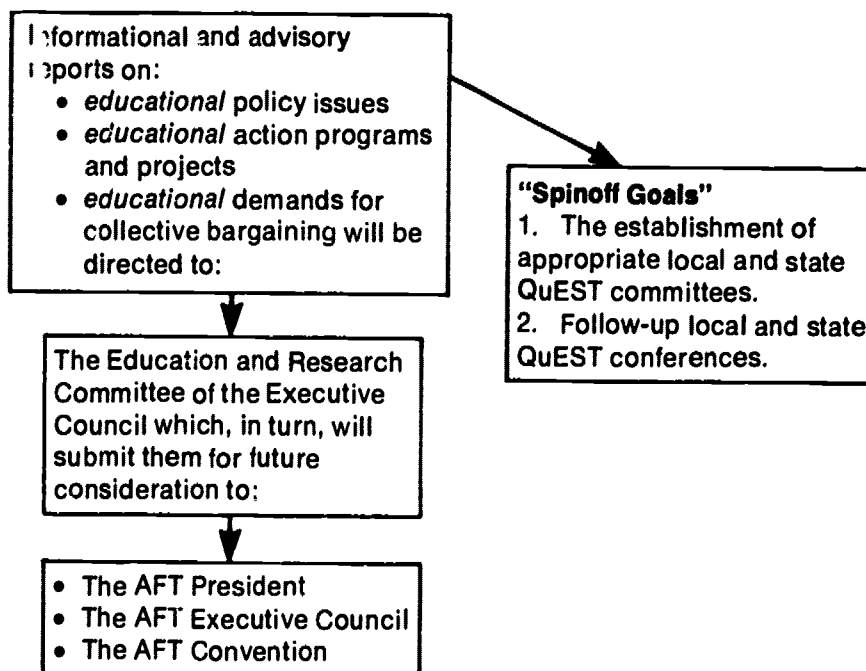 Informational and advisory
reports on:
• educational policy issues
• educational action programs
and projects
• educational demands for
collective bargaining will be
directed to:
"Spinoff Goals"
1. The establishment of
appropriate local and state
QuEST committees.
2. Follow-up local and state
QuEST conferences.
The Education and Research
Committee of the Executive
Council which, in turn, will
submit them for future
consideration to:
• The AFT President
• The AFT Executive Council
• The AFT Convention